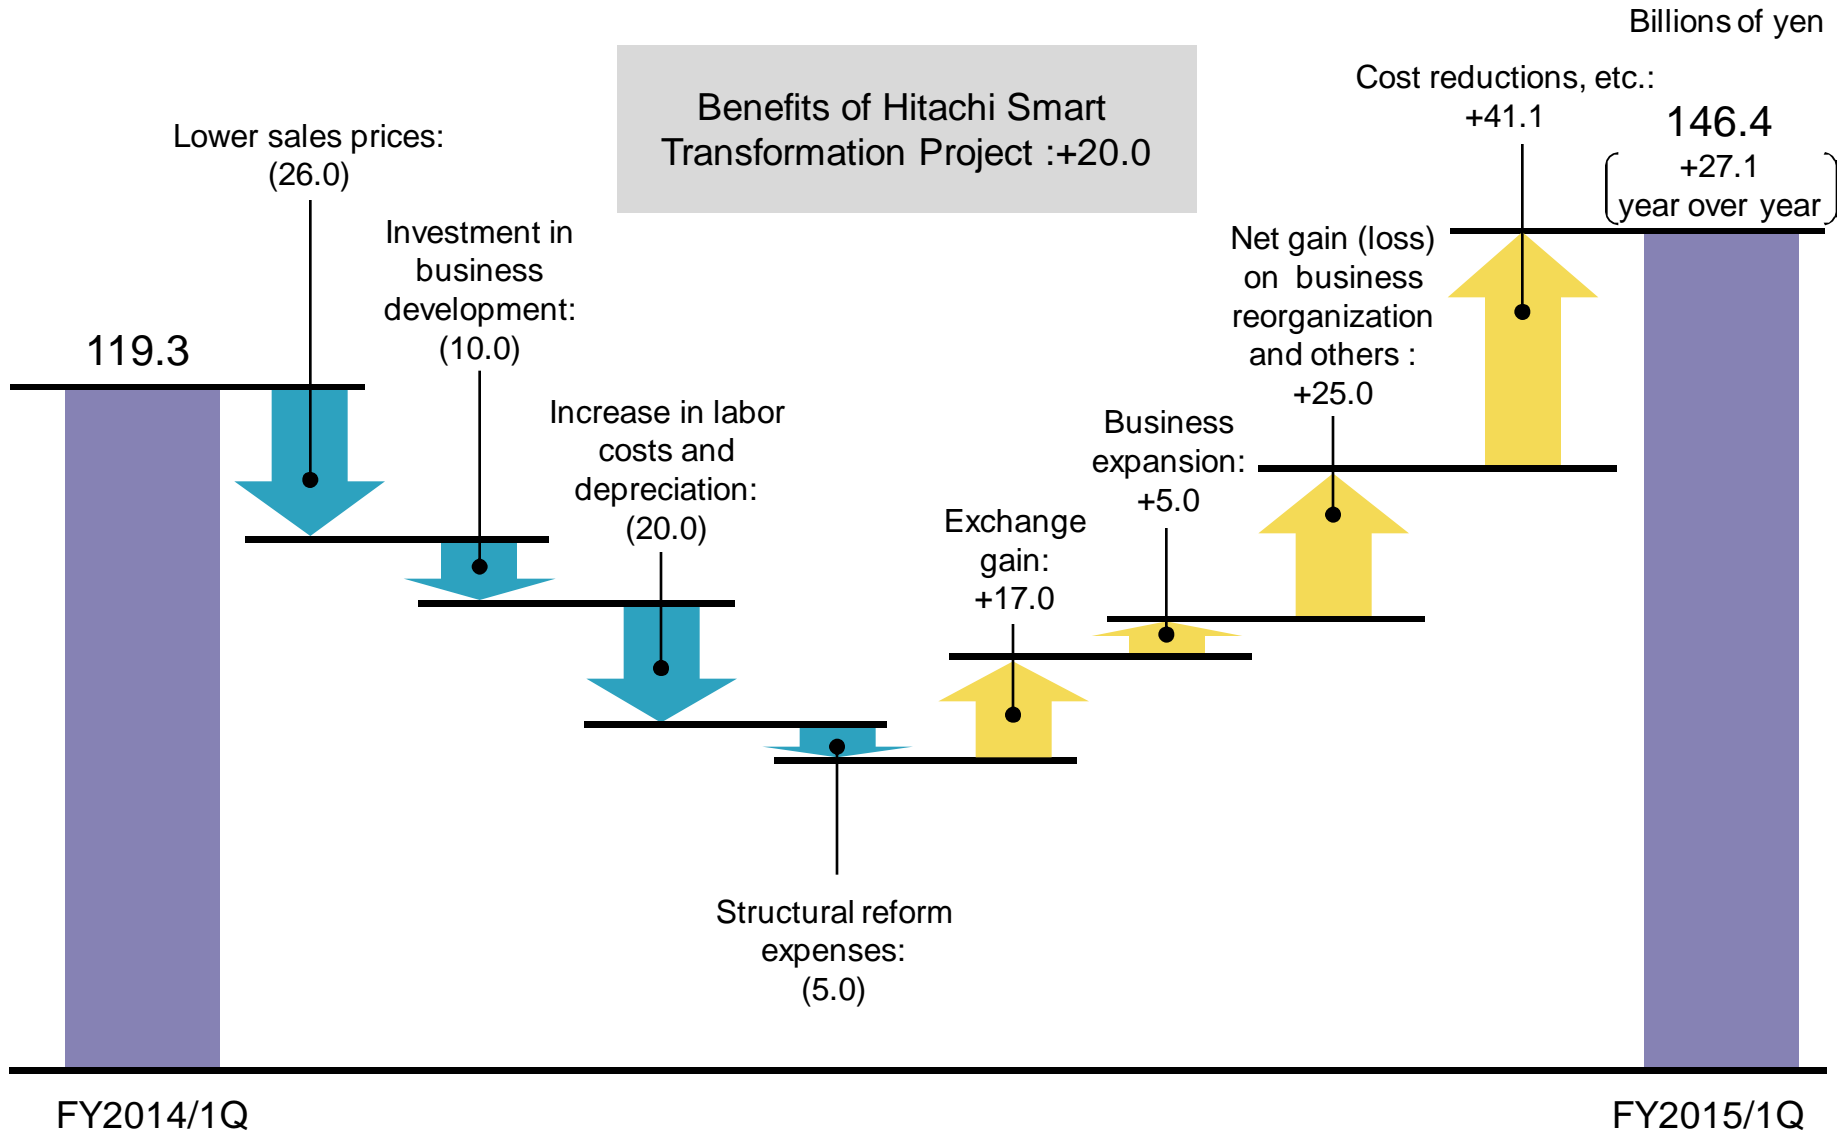 Billions of yen
Benefits of Hitachi Smart
Transformation Project :+20.0
119.3
Lower sales prices:
(26.0)
Investment in
business
development:
(10.0)
Increase in labor
costs and
depreciation:
(20.0)
Structural reform
expenses:
(5.0)
Exchange
gain:
+17.0
Business
expansion:
+5.0
Net gain (loss)
on business
reorganization
and others :
+25.0
Cost reductions, etc.:
+41.1
146.4
+27.1
year over year
FY2014/1Q
FY2015/1Q